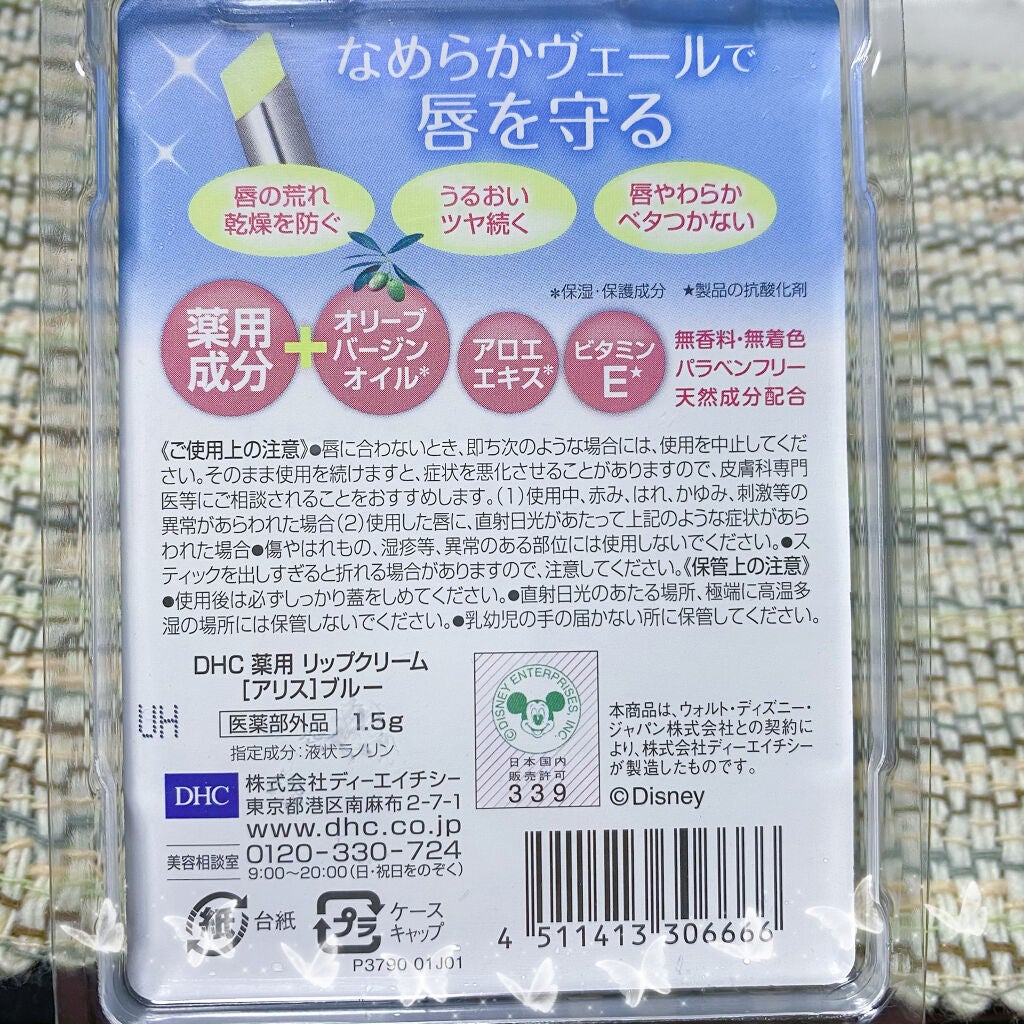 なめらかヴェールで
唇を守る
唇の荒れ
乾燥を防ぐ
うるおい
ツヤ続く
唇やわらか
ベタつかない
*保湿・保護成分 ★製品の抗酸化剤
薬用
成分
+
オリーブ
バージン
オイル*
アロエ
エキス*
ビタミン
E★
無香料・無着色
パラベンフリー
天然成分配合
《ご使用上の注意》●唇に合わないとき、即ち次のような場合には、使用を中止してくだ
さい。そのまま使用を続けますと、症状を悪化させることがありますので、皮膚科専門
医等にご相談されることをおすすめします。(1)使用中、赤み、はれ、かゆみ、刺激等の
異常があらわれた場合(2)使用した唇に、直射日光があたって上記のような症状があら
われた場合●傷やはれもの、湿疹等、異常のある部位には使用しないでください。●ス
ティックを出しすぎると折れる場合がありますので、注意してください。《保管上の注意》
●使用後は必ずしっかり蓋をしめてください。●直射日光のあたる場所、極端に高温多
湿の場所には保管しないでください。●乳幼児の手の届かない所に保管してください。
DHC 薬用 リップクリーム
[アリス]ブルー
医薬部外品 1.5g
指定成分:液状ラノリン
UH
DHC
株式会社ディーエイチシー
東京都港区南麻布2-7-1
www.dhc.co.jp
美容相談室 0120-330-724
9:00~20:00(日・祝日をのぞく)
©DISNEY ENTERPRISES, INC.
日本国内
販売許可
339
本商品は、ウォルト・ディズニー・
ジャパン株式会社との契約に
より、株式会社ディーエイチシー
が製造したものです。
©Disney
紙 台紙
プラ ケース
キャップ
P3790 01J01
4 511413 306666